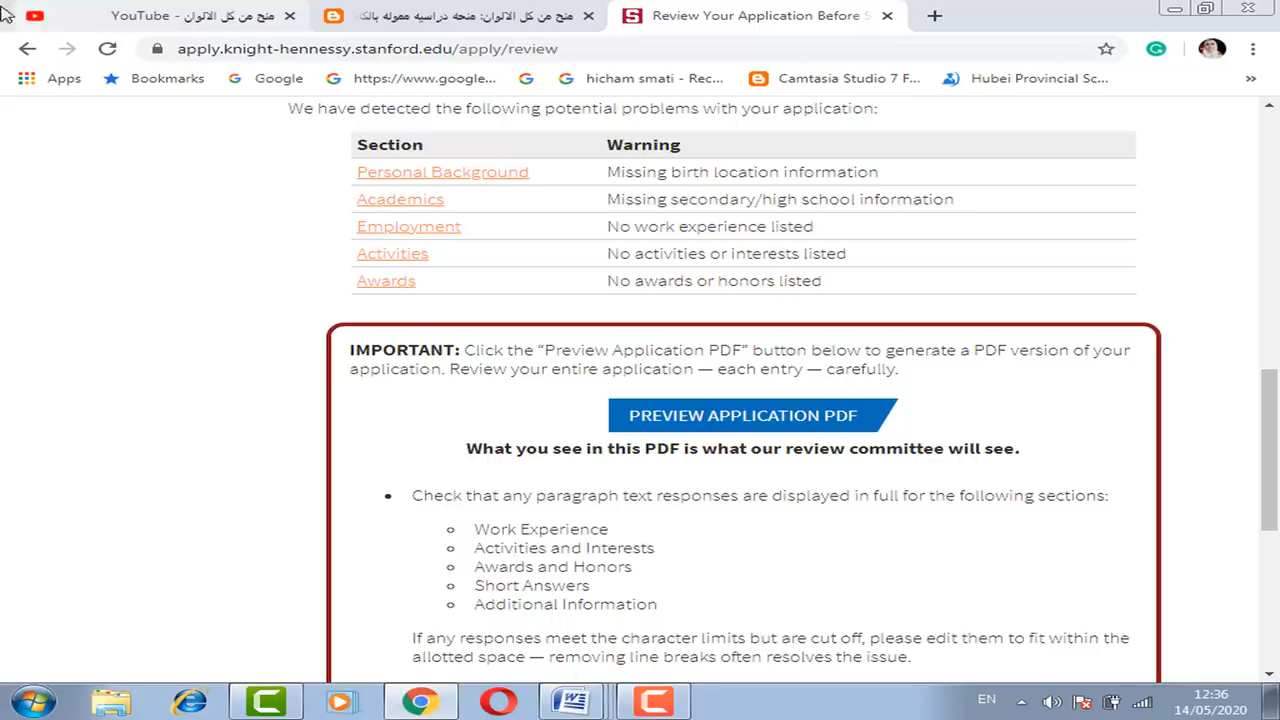 منح من كل الالوان - YouTube
منح من كل الالوان: منحه دراسيه مموله بالكا
Review Your Application Before S
apply.knight-hennessy.stanford.edu/apply/review
Apps
Bookmarks
Google
https://www.google...
hicham smati - Rec...
Camtasia Studio 7 F...
Hubei Provincial Sc...
»
We have detected the following potential problems with your application:
Section Warning
Personal Background Missing birth location information
Academics Missing secondary/high school information
Employment No work experience listed
Activities No activities or interests listed
Awards No awards or honors listed
IMPORTANT: Click the “Preview Application PDF” button below to generate a PDF version of your
application. Review your entire application — each entry — carefully.
PREVIEW APPLICATION PDF
What you see in this PDF is what our review committee will see.
• Check that any paragraph text responses are displayed in full for the following sections:
Work Experience
Activities and Interests
Awards and Honors
Short Answers
Additional Information
If any responses meet the character limits but are cut off, please edit them to fit within the
allotted space — removing line breaks often resolves the issue.
EN
12:36
14/05/2020